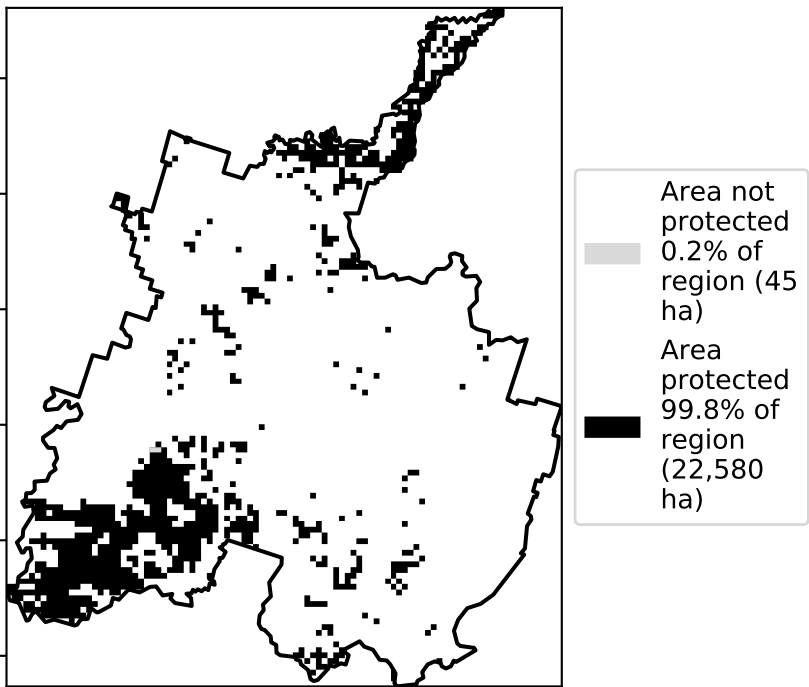 Area not
protected
0.2% of
region (45
ha)
Area
protected
99.8% of
region
(22,580
ha)